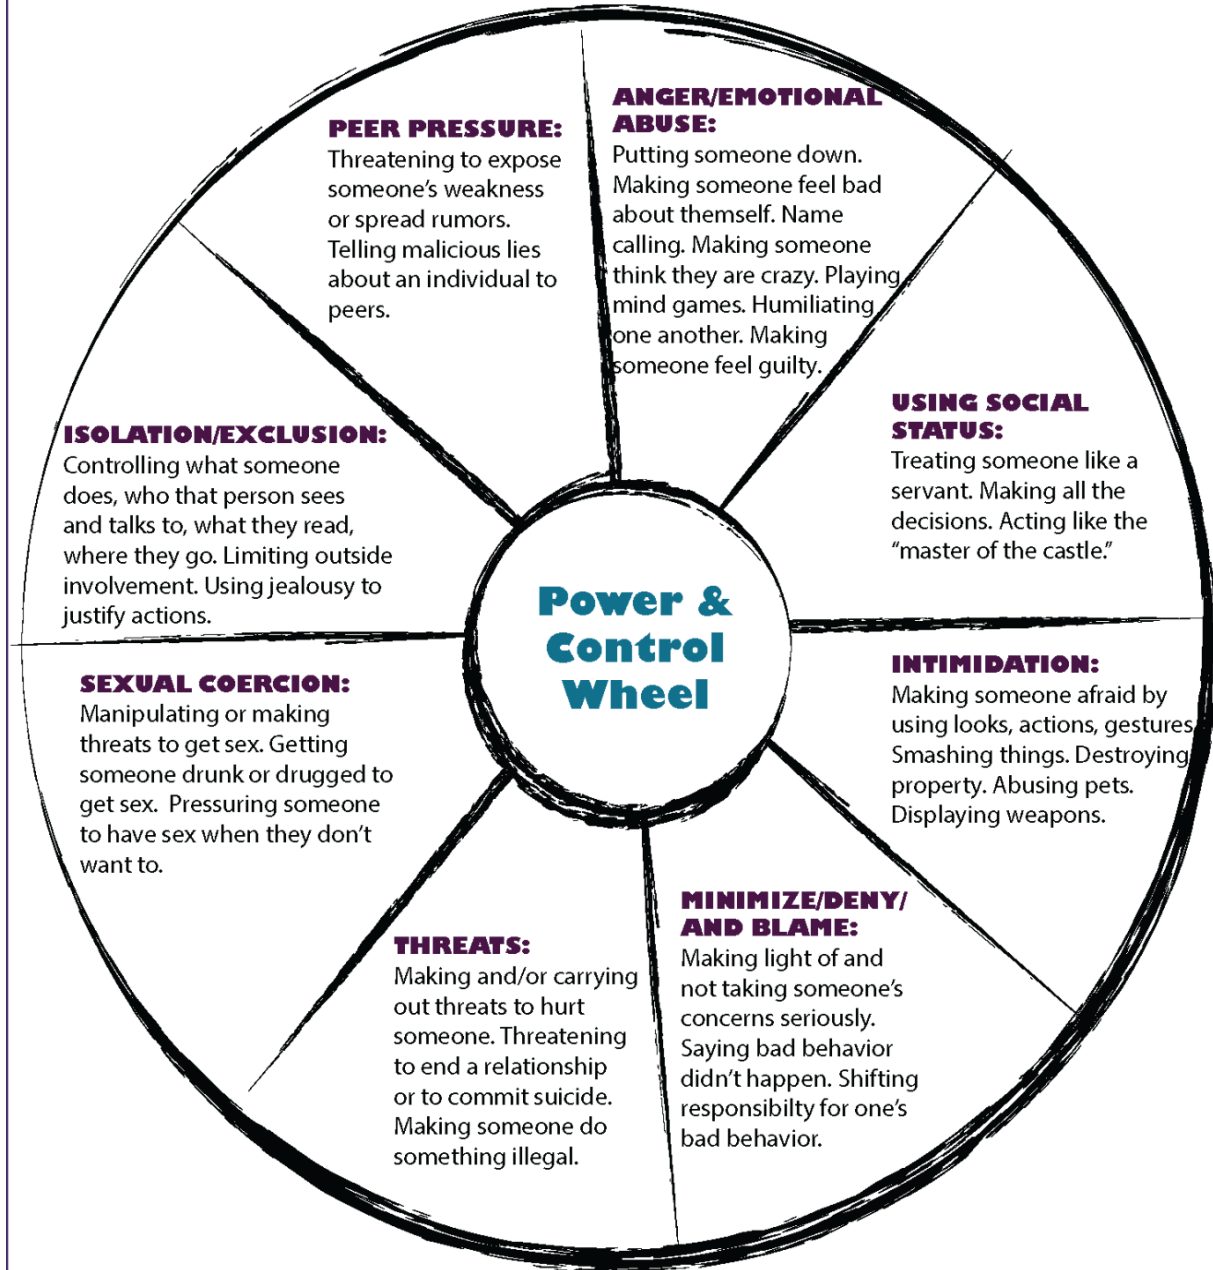 PEER PRESSURE:
Threatening to expose
someone's weakness
or spread rumors.
Telling malicious lies
about an individual to
peers.
ANGER/EMOTIONAL
ABUSE:
Putting someone down.
Making someone feel bad
about themself. Name
calling. Making someone
think they are crazy. Playing
mind games. Humiliating
one another. Making
someone feel guilty.
USING SOCIAL
STATUS:
Treating someone like a
servant. Making all the
decisions. Acting like the
“master of the castle.”
ISOLATION/EXCLUSION:
Controlling what someone
does, who that person sees
and talks to, what they read,
where they go. Limiting outside
involvement. Using jealousy to
justify actions.
Power &
Control
Wheel
INTIMIDATION:
Making someone afraid by
using looks, actions, gestures
Smashing things. Destroying
property. Abusing pets.
Displaying weapons.
SEXUAL COERCION:
Manipulating or making
threats to get sex. Getting
someone drunk or drugged to
get sex. Pressuring someone
to have sex when they don't
want to.
THREATS:
Making and/or carrying
out threats to hurt
someone. Threatening
to end a relationship
or to commit suicide.
Making someone do
something illegal.
MINIMIZE/DENY/
AND BLAME:
Making light of and
not taking someone's
concerns seriously.
Saying bad behavior
didn't happen. Shifting
responsibilty for one's
bad behavior.